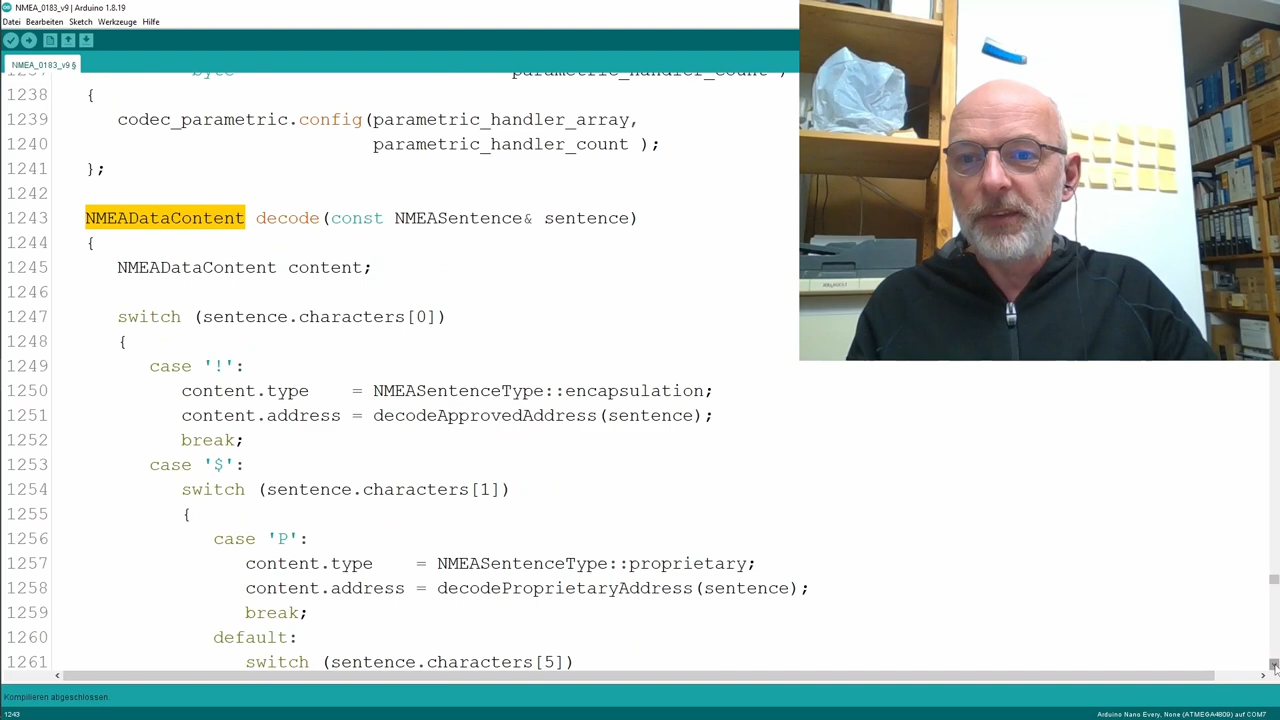 NMEA_0183_v9 | Arduino 1.8.19
Datei Bearbeiten Sketch Werkzeuge Hilfe
NMEA_0183_v9 §
1237 byte parametric_handler_count )
1238 {
1239 codec_parametric.config(parametric_handler_array,
1240 parametric_handler_count );
1241 };
1242
1243 NMEADataContent decode(const NMEASentence& sentence)
1244 {
1245 NMEADataContent content;
1246
1247 switch (sentence.characters[0])
1248 {
1249 case '!':
1250 content.type = NMEASentenceType::encapsulation;
1251 content.address = decodeApprovedAddress(sentence);
1252 break;
1253 case '$':
1254 switch (sentence.characters[1])
1255 {
1256 case 'P':
1257 content.type = NMEASentenceType::proprietary;
1258 content.address = decodeProprietaryAddress(sentence);
1259 break;
1260 default:
1261 switch (sentence.characters[5])
Kompilieren abgeschlossen.
1243
Arduino Nano Every, None (ATMEGA4809) auf COM7